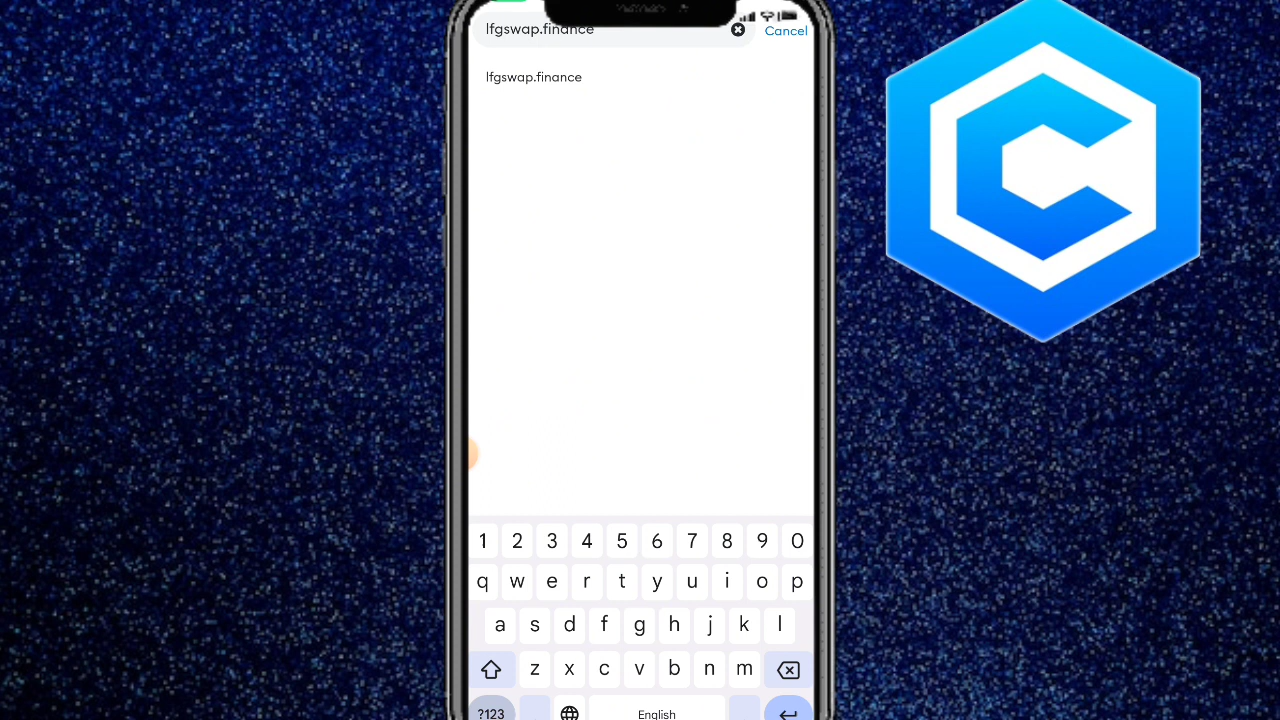 lfgswap.finance
Cancel
lfgswap.finance
1 2 3 4 5 6 7 8 9 0
q w e r t y u i o p
a s d f g h j k l
z x c v b n m
?123 English